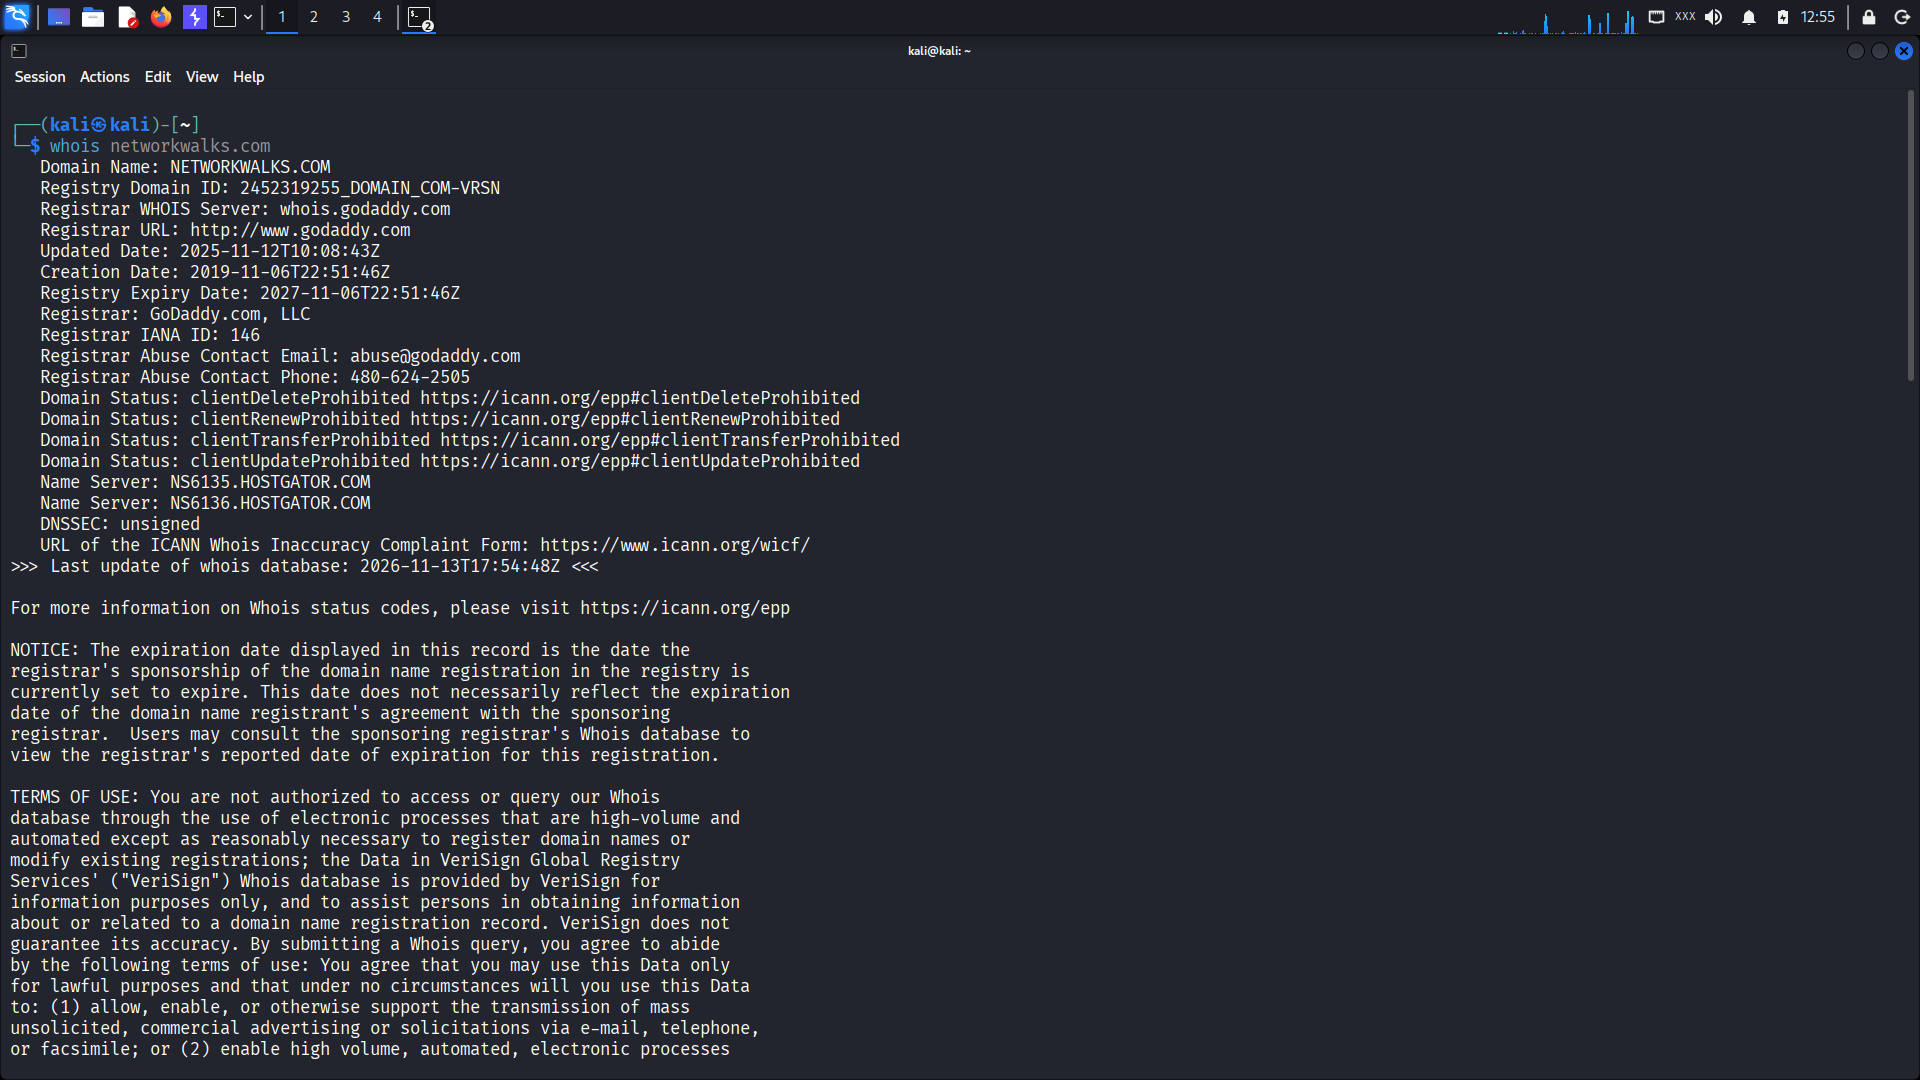 1 2 3 4 2 XXX 12:55
kali@kali: ~
Session Actions Edit View Help
┌──(kali㉿kali)-[~]
└─$ whois networkwalks.com
Domain Name: NETWORKWALKS.COM
Registry Domain ID: 2452319255_DOMAIN_COM-VRSN
Registrar WHOIS Server: whois.godaddy.com
Registrar URL: http://www.godaddy.com
Updated Date: 2025-11-12T10:08:43Z
Creation Date: 2019-11-06T22:51:46Z
Registry Expiry Date: 2027-11-06T22:51:46Z
Registrar: GoDaddy.com, LLC
Registrar IANA ID: 146
Registrar Abuse Contact Email: abuse@godaddy.com
Registrar Abuse Contact Phone: 480-624-2505
Domain Status: clientDeleteProhibited https://icann.org/epp#clientDeleteProhibited
Domain Status: clientRenewProhibited https://icann.org/epp#clientRenewProhibited
Domain Status: clientTransferProhibited https://icann.org/epp#clientTransferProhibited
Domain Status: clientUpdateProhibited https://icann.org/epp#clientUpdateProhibited
Name Server: NS6135.HOSTGATOR.COM
Name Server: NS6136.HOSTGATOR.COM
DNSSEC: unsigned
URL of the ICANN Whois Inaccuracy Complaint Form: https://www.icann.org/wicf/
>>> Last update of whois database: 2026-11-13T17:54:48Z <<<
For more information on Whois status codes, please visit https://icann.org/epp
NOTICE: The expiration date displayed in this record is the date the
registrar's sponsorship of the domain name registration in the registry is
currently set to expire. This date does not necessarily reflect the expiration
date of the domain name registrant's agreement with the sponsoring
registrar.  Users may consult the sponsoring registrar's Whois database to
view the registrar's reported date of expiration for this registration.
TERMS OF USE: You are not authorized to access or query our Whois
database through the use of electronic processes that are high-volume and
automated except as reasonably necessary to register domain names or
modify existing registrations; the Data in VeriSign Global Registry
Services' ("VeriSign") Whois database is provided by VeriSign for
information purposes only, and to assist persons in obtaining information
about or related to a domain name registration record. VeriSign does not
guarantee its accuracy. By submitting a Whois query, you agree to abide
by the following terms of use: You agree that you may use this Data only
for lawful purposes and that under no circumstances will you use this Data
to: (1) allow, enable, or otherwise support the transmission of mass
unsolicited, commercial advertising or solicitations via e-mail, telephone,
or facsimile; or (2) enable high volume, automated, electronic processes